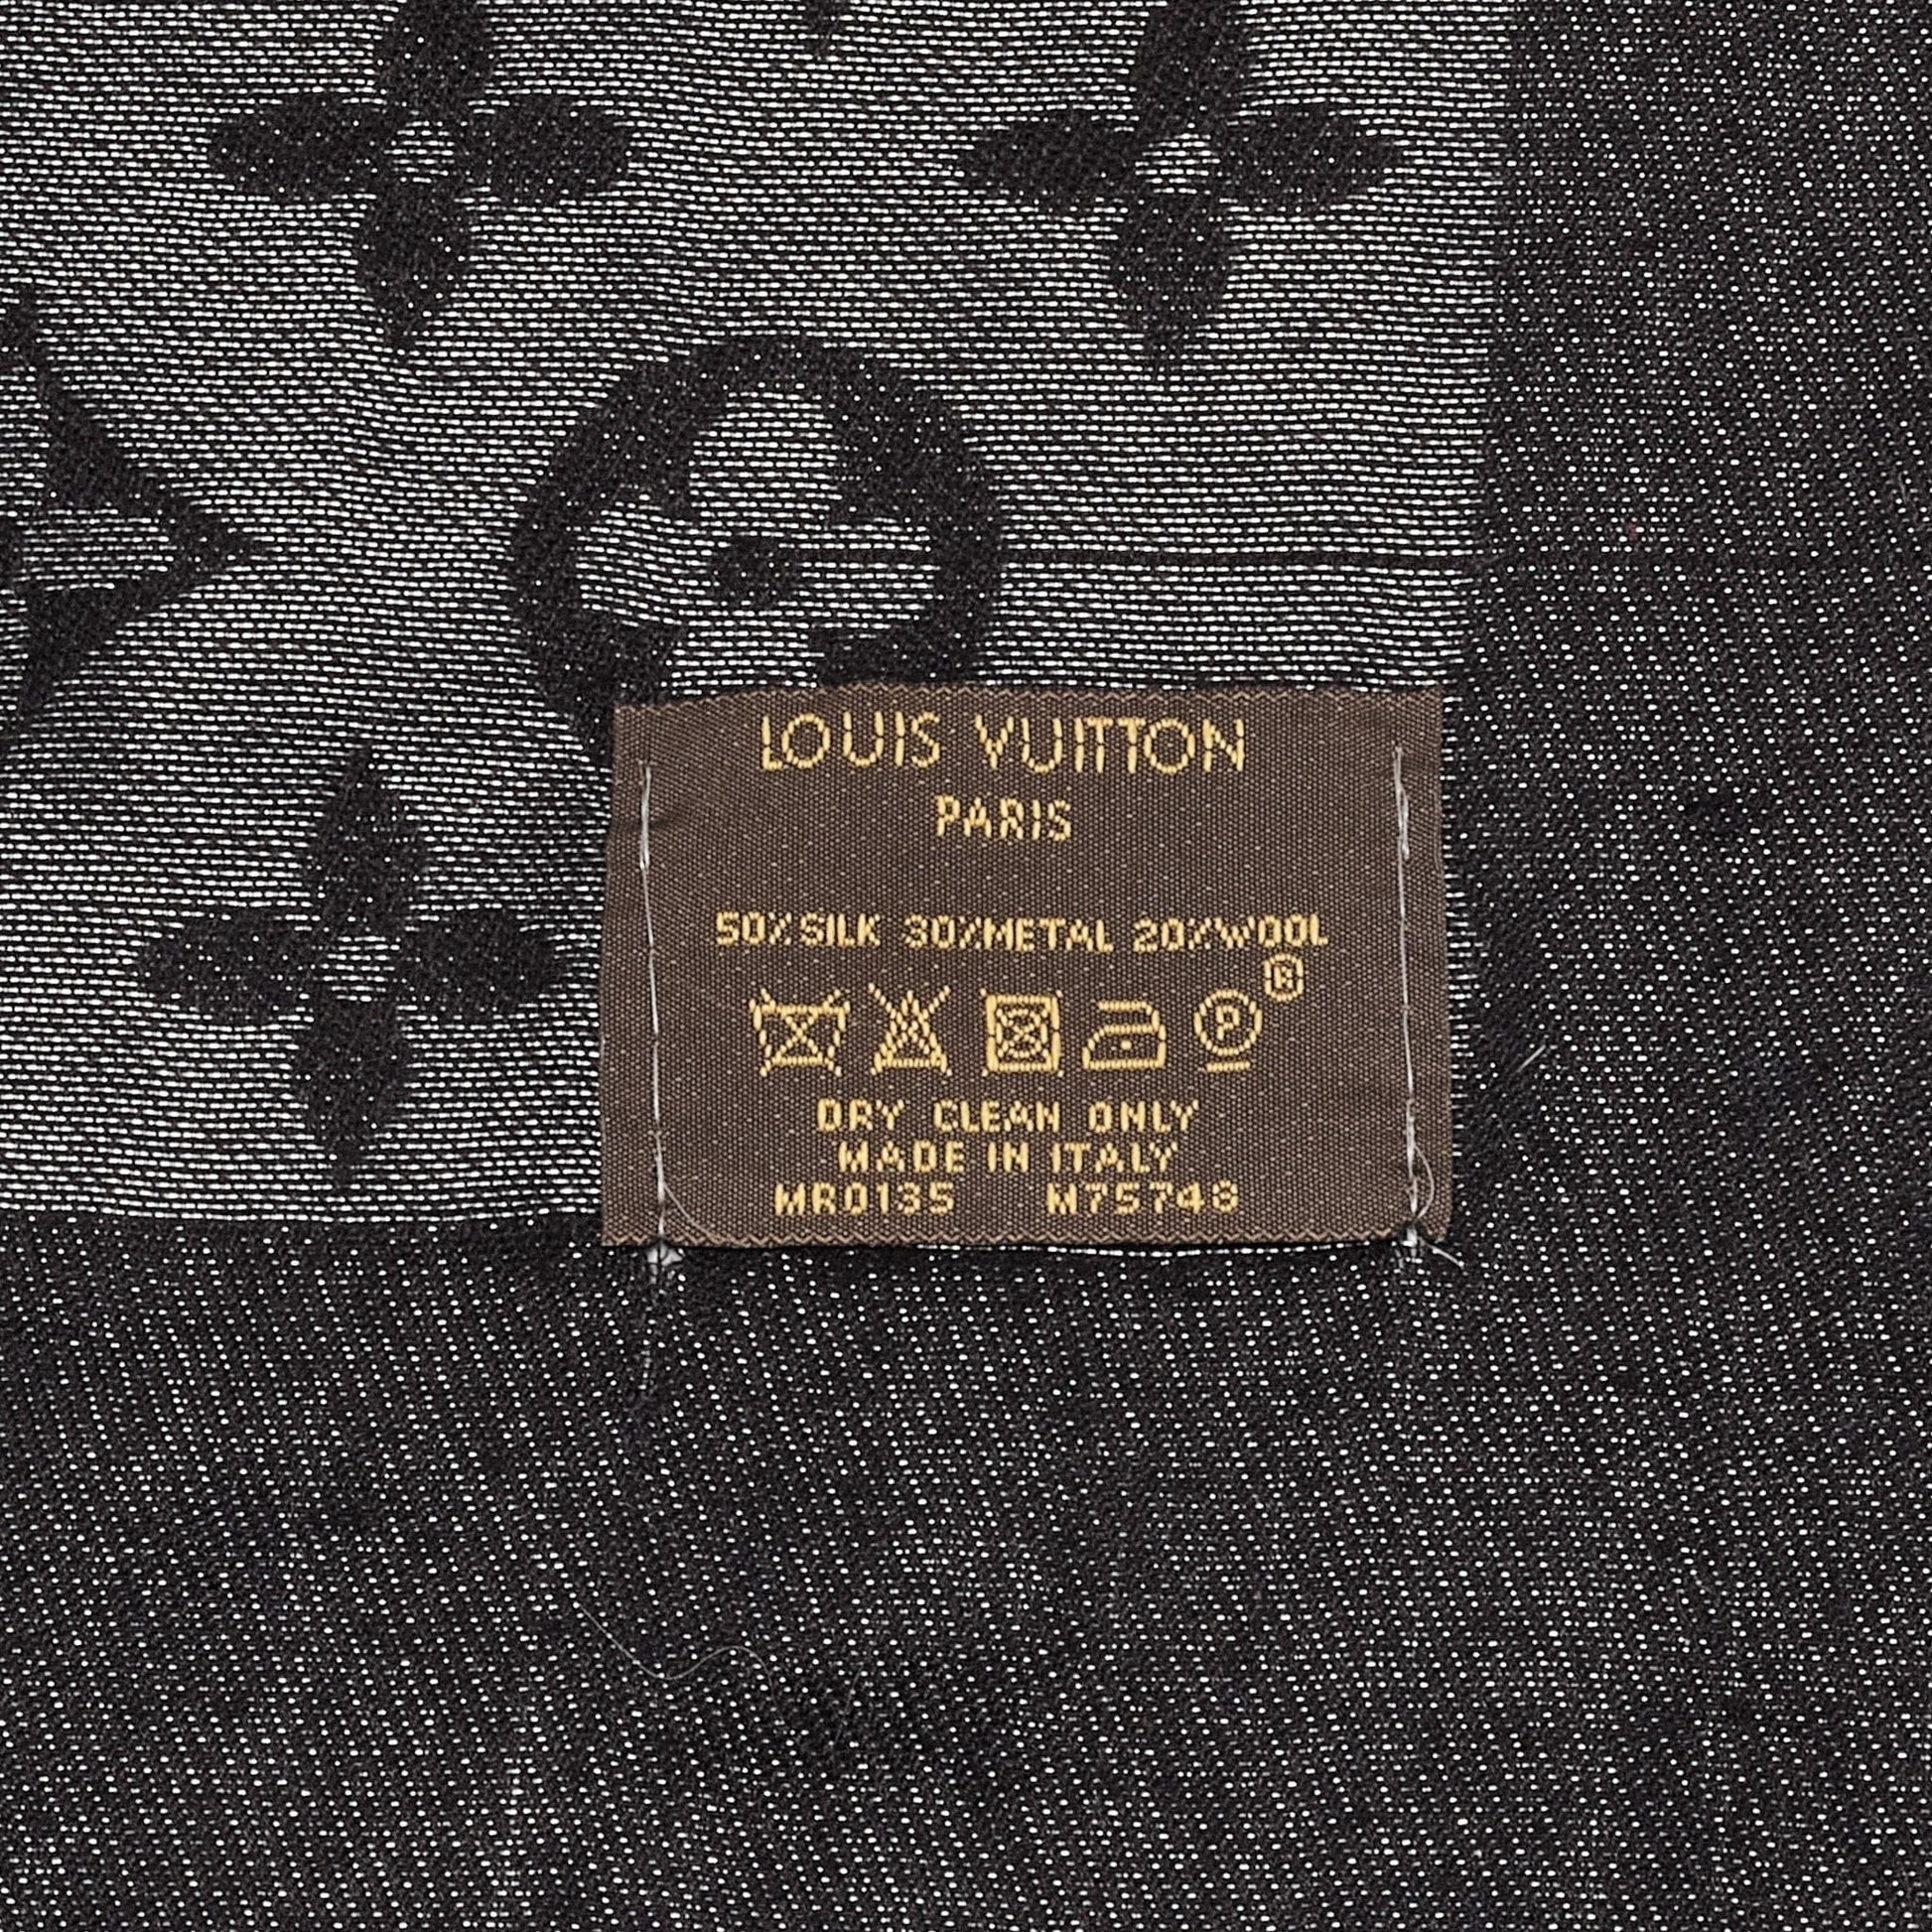 LOUIS VUITTON
PARIS
50% SILK 30% METAL 20% WOOL
®
P
DRY CLEAN ONLY
MADE IN ITALY
MR0135 M75748